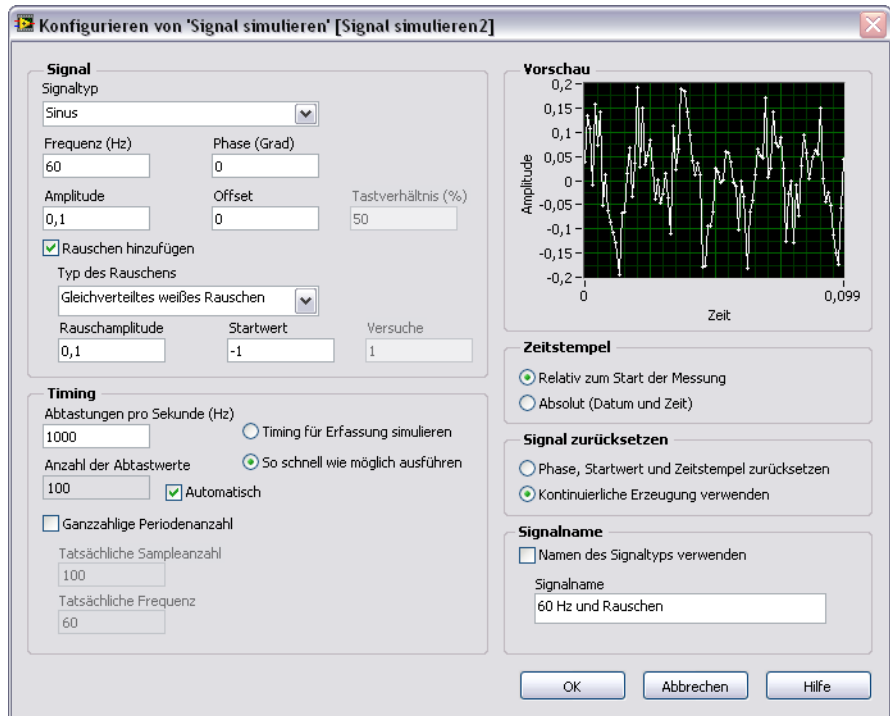 Konfigurieren von 'Signal simulieren' [Signal simulieren2]
Signal
Signaltyp
Sinus
Frequenz (Hz) Phase (Grad)
60 0
Amplitude Offset Tastverhältnis (%)
0,1 0 50
Rauschen hinzufügen
Typ des Rauschens
Gleichverteiltes weißes Rauschen
Rauschamplitude Startwert Versuche
0,1 -1 1
Timing
Abtastungen pro Sekunde (Hz)
1000
Timing für Erfassung simulieren
Anzahl der Abtastwerte
So schnell wie möglich ausführen
100
Automatisch
Ganzzahlige Periodenanzahl
Tatsächliche Sampleanzahl
100
Tatsächliche Frequenz
60
Vorschau
Amplitude
0,2
0,15
0,1
0,05
0
-0,05
-0,1
-0,15
-0,2
0 0,099
Zeit
Zeitstempel
Relativ zum Start der Messung
Absolut (Datum und Zeit)
Signal zurücksetzen
Phase, Startwert und Zeitstempel zurücksetzen
Kontinuierliche Erzeugung verwenden
Signalname
Namen des Signaltyps verwenden
Signalname
60 Hz und Rauschen
OK Abbrechen Hilfe